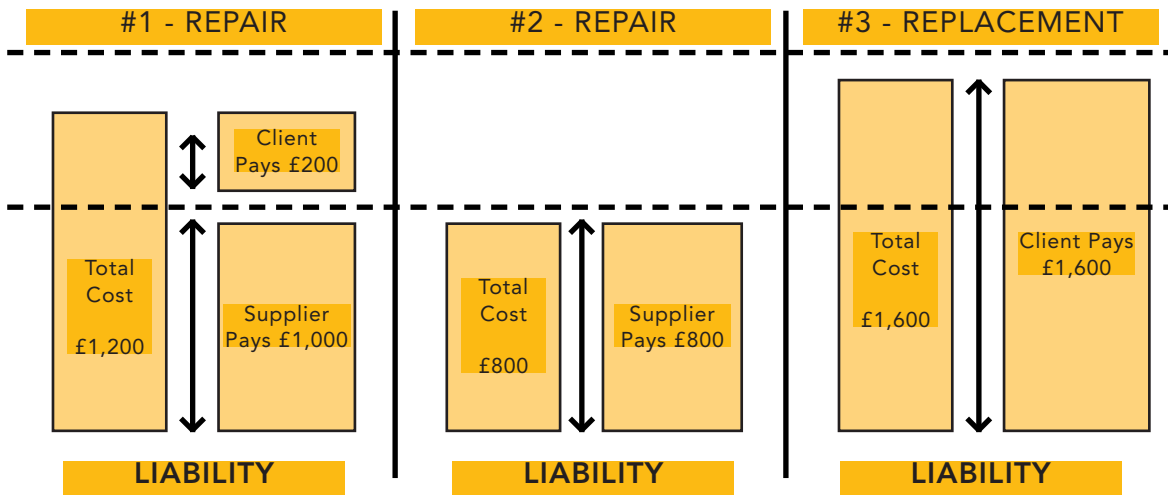 #1 - REPAIR
#2 - REPAIR
#3 - REPLACEMENT
Client
Pays £200
Total
Cost
£1,200
Supplier
Pays £1,000
Total
Cost
£800
Supplier
Pays £800
Total
Cost
£1,600
Client Pays
£1,600
LIABILITY
LIABILITY
LIABILITY